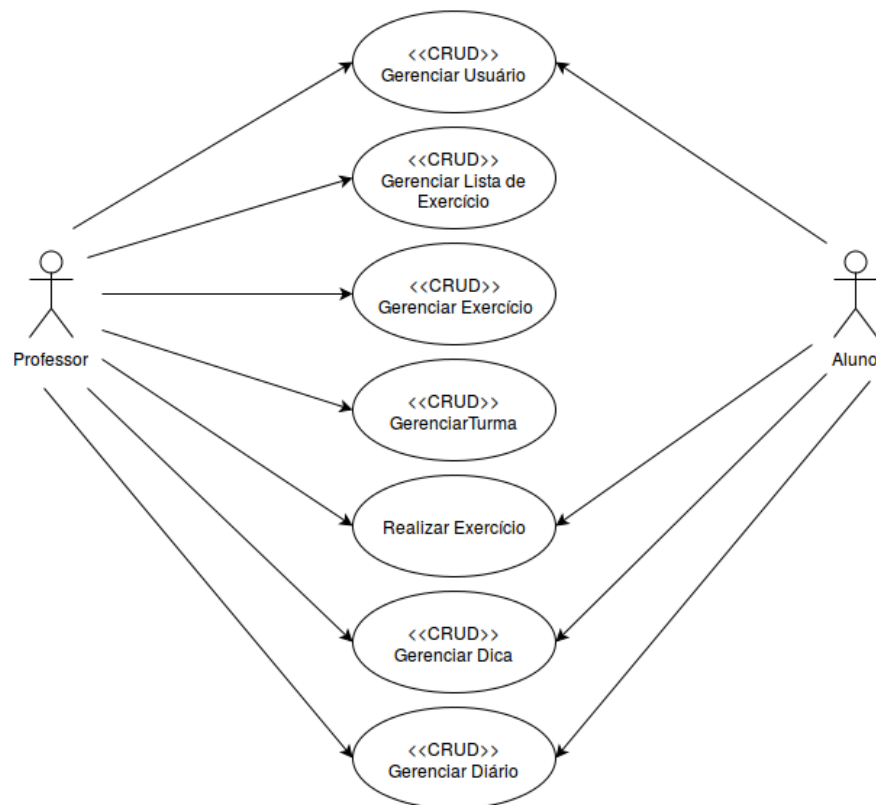 <<CRUD>>
Gerenciar Usuário
<<CRUD>>
Gerenciar Lista de
Exercício
<<CRUD>>
Gerenciar Exercício
Professor
Aluno
<<CRUD>>
GerenciarTurma
Realizar Exercício
<<CRUD>>
Gerenciar Dica
<<CRUD>>
Gerenciar Diário